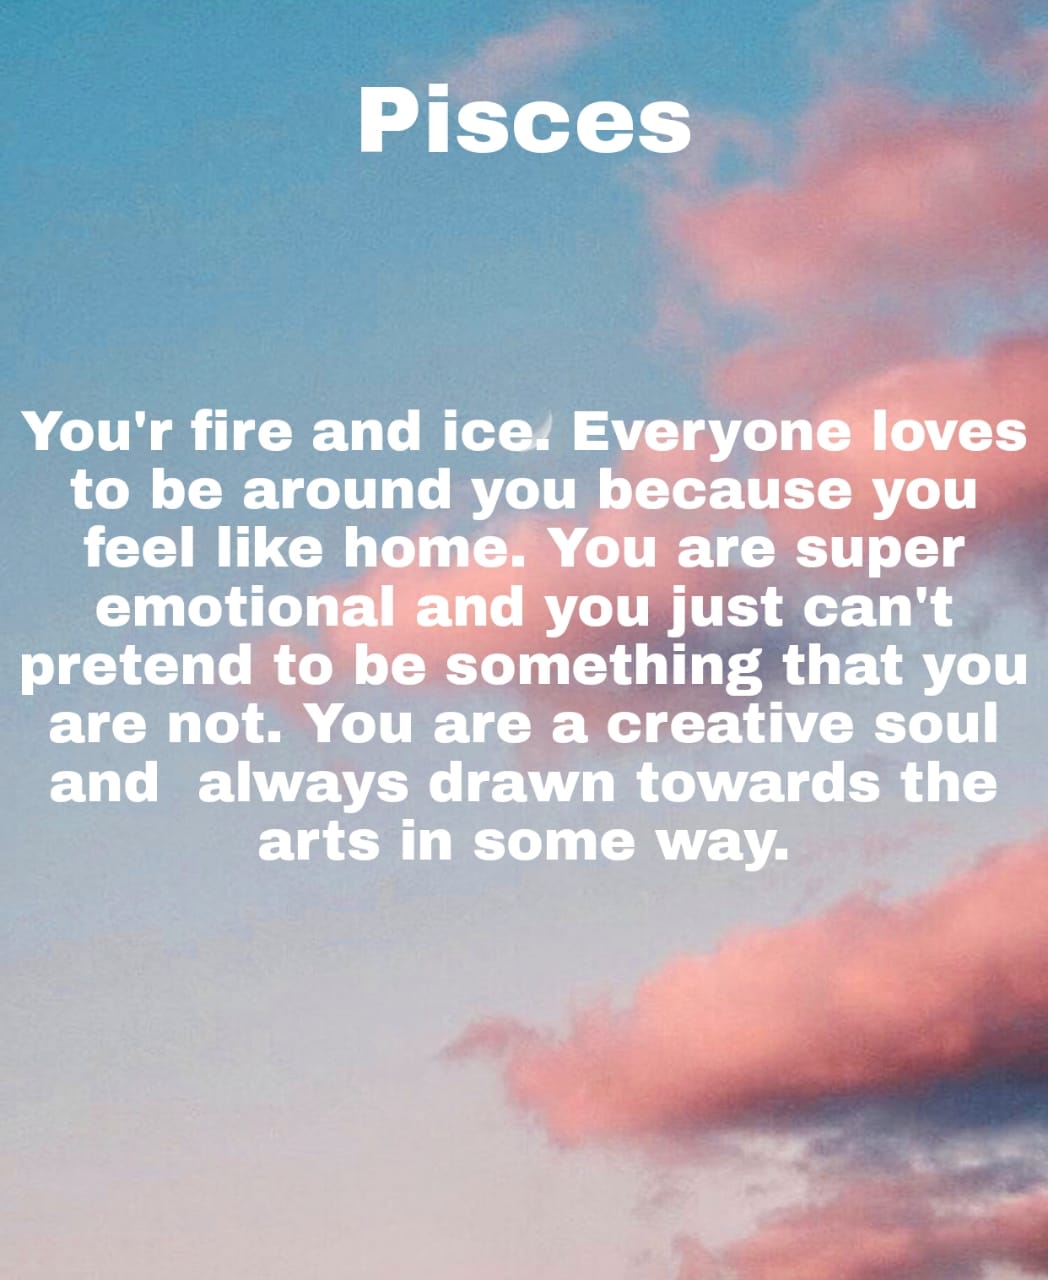 Pisces
You'r fire and ice. Everyone loves
to be around you because you
feel like home. You are super
emotional and you just can't
pretend to be something that you
are not. You are a creative soul
and  always drawn towards the
arts in some way.